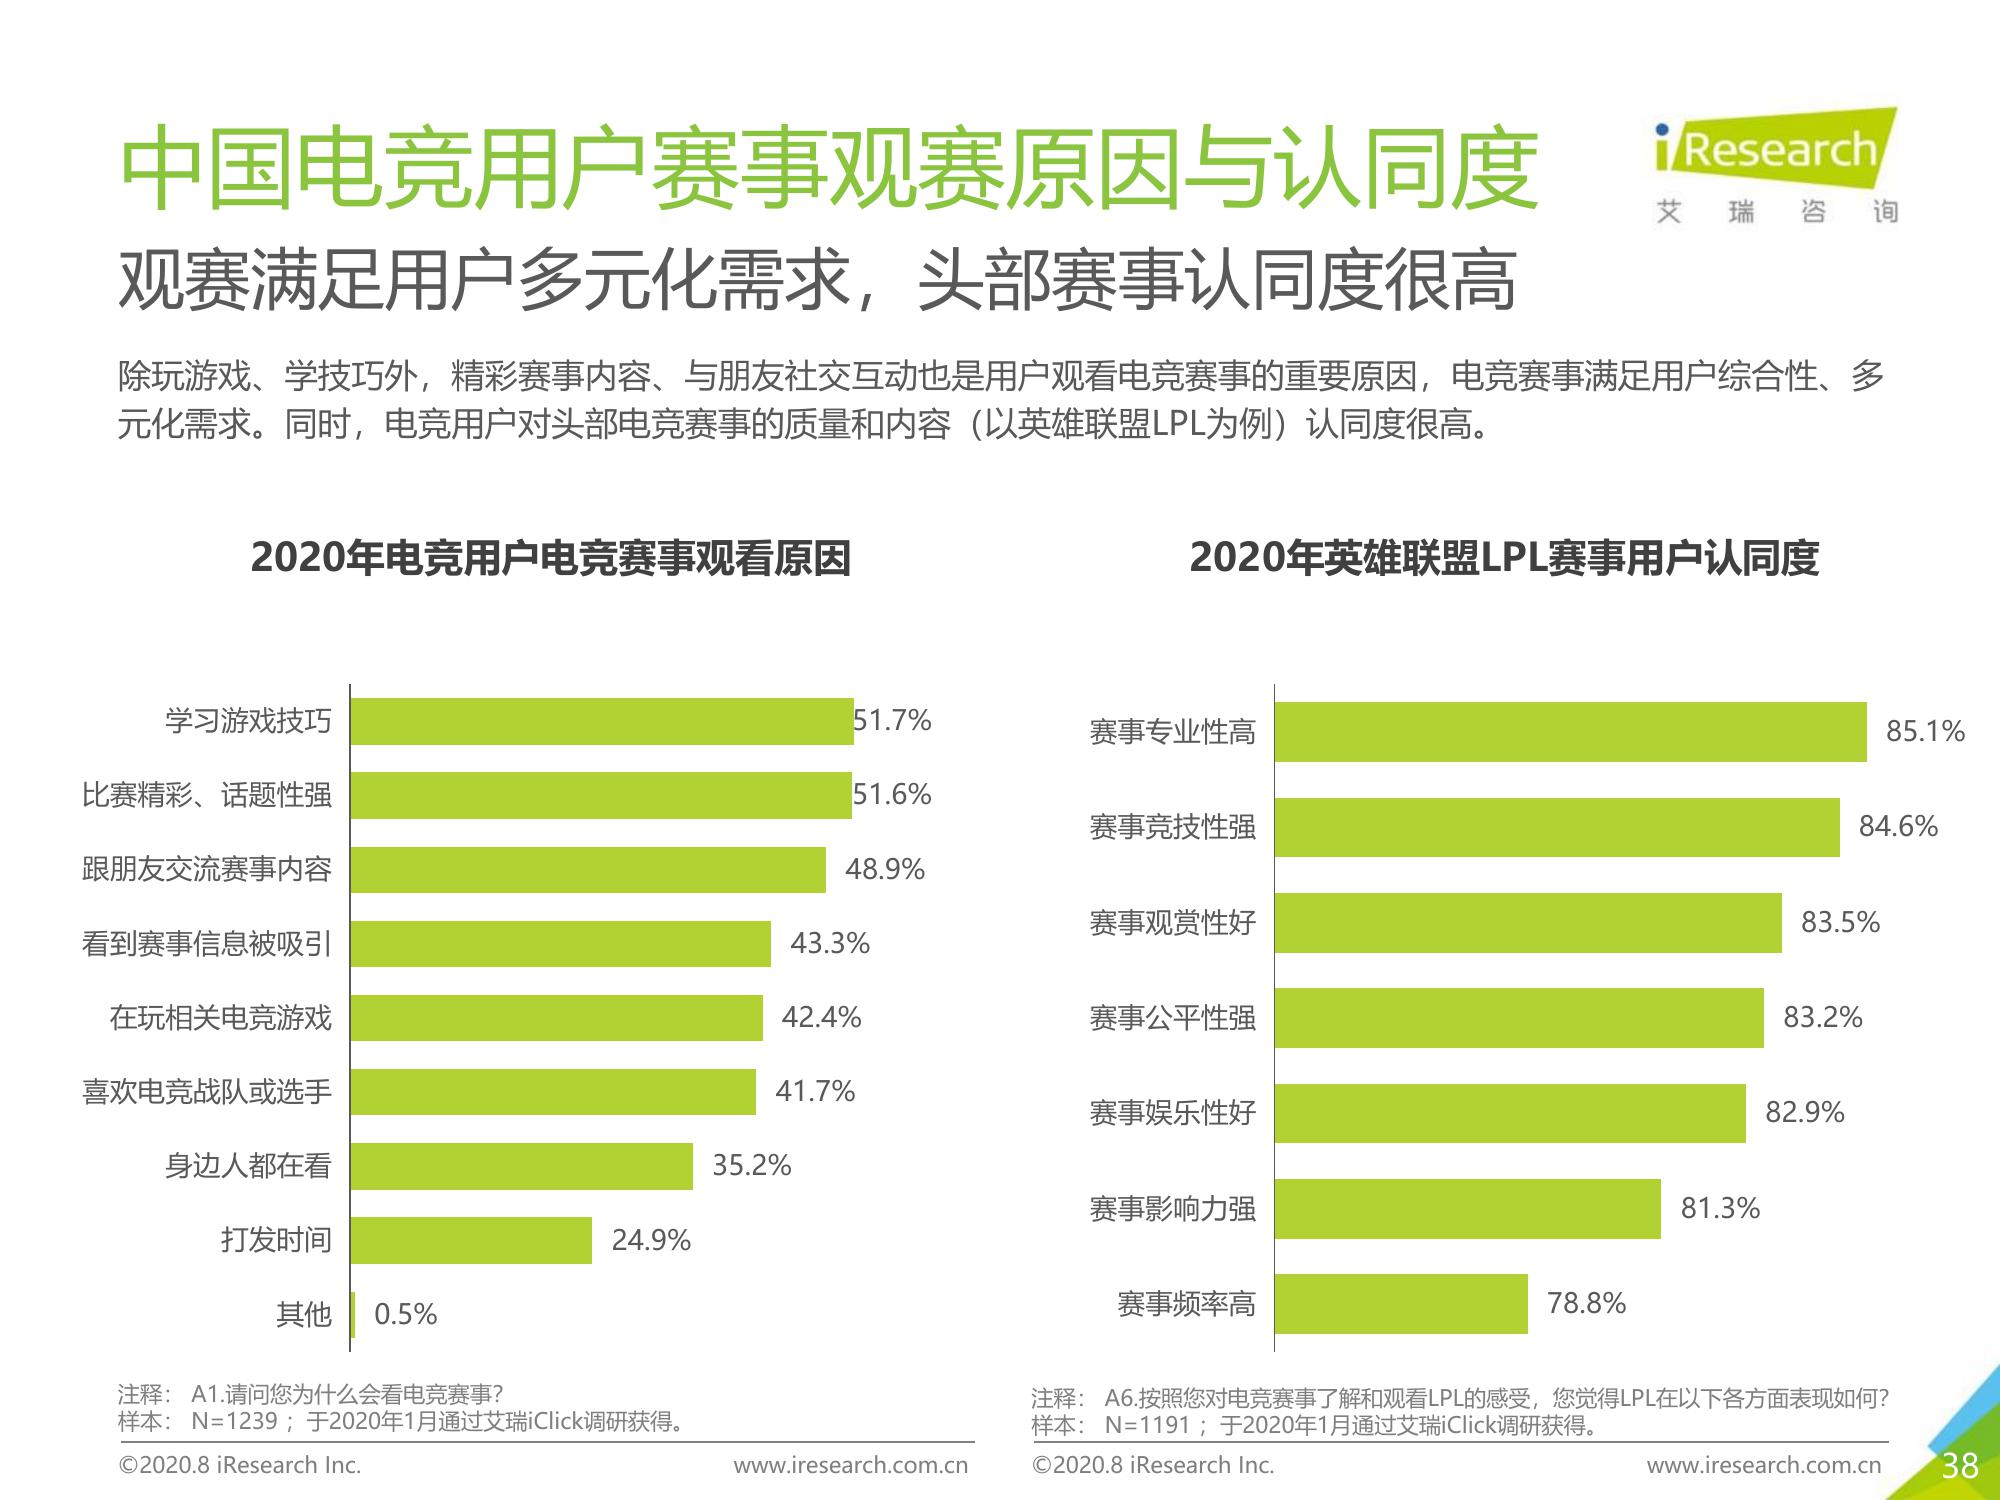 中国电竞用户赛事观赛原因与认同度
iResearch
艾瑞咨询
观赛满足用户多元化需求，头部赛事认同度很高
除玩游戏、学技巧外，精彩赛事内容、与朋友社交互动也是用户观看电竞赛事的重要原因，电竞赛事满足用户综合性、多
元化需求。同时，电竞用户对头部电竞赛事的质量和内容（以英雄联盟LPL为例）认同度很高。
2020年电竞用户电竞赛事观看原因
学习游戏技巧 51.7%
比赛精彩、话题性强 51.6%
跟朋友交流赛事内容 48.9%
看到赛事信息被吸引 43.3%
在玩相关电竞游戏 42.4%
喜欢电竞战队或选手 41.7%
身边人都在看 35.2%
打发时间 24.9%
其他 0.5%
注释： A1.请问您为什么会看电竞赛事？
样本： N=1239 ；于2020年1月通过艾瑞iClick调研获得。
©2020.8 iResearch Inc. www.iresearch.com.cn
2020年英雄联盟LPL赛事用户认同度
赛事专业性高 85.1%
赛事竞技性强 84.6%
赛事观赏性好 83.5%
赛事公平性强 83.2%
赛事娱乐性好 82.9%
赛事影响力强 81.3%
赛事频率高 78.8%
注释： A6.按照您对电竞赛事了解和观看LPL的感受，您觉得LPL在以下各方面表现如何？
样本： N=1191 ；于2020年1月通过艾瑞iClick调研获得。
©2020.8 iResearch Inc. www.iresearch.com.cn
38